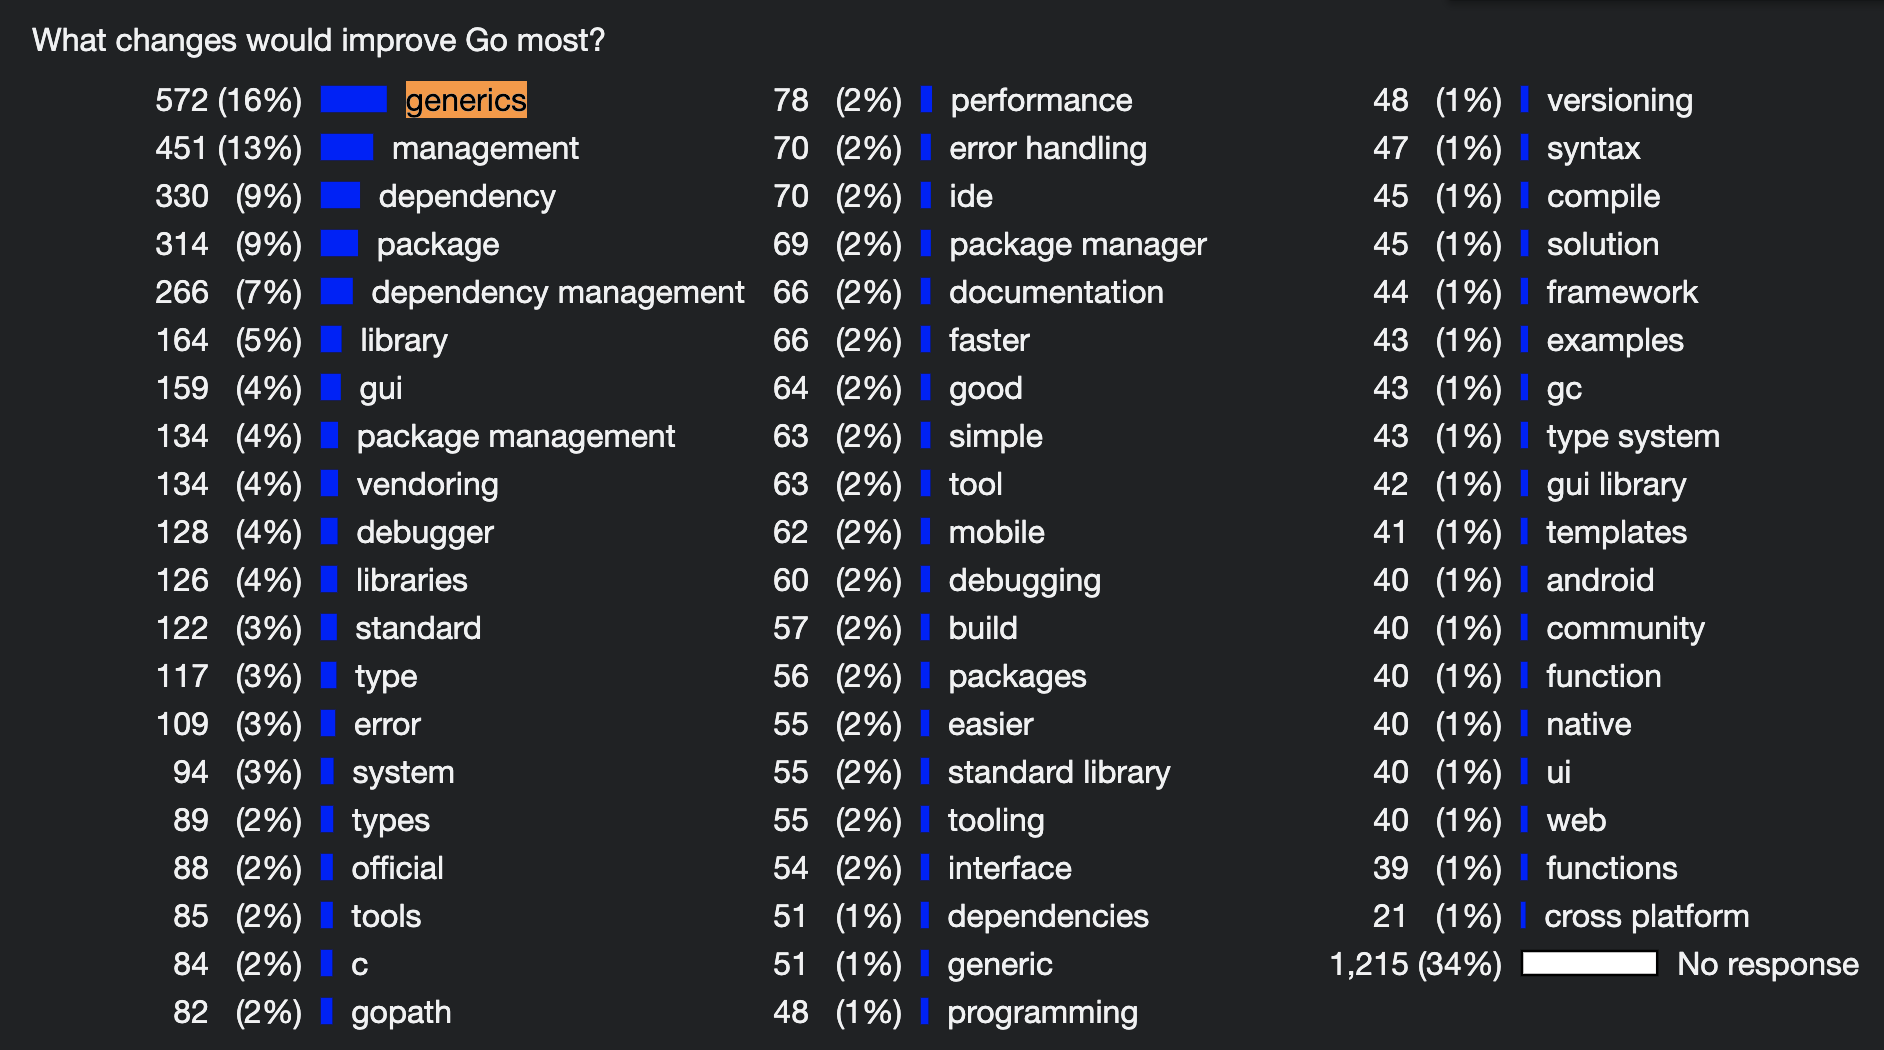 What changes would improve Go most?
572 (16%) generics
451 (13%) management
330 (9%) dependency
314 (9%) package
266 (7%) dependency management
164 (5%) library
159 (4%) gui
134 (4%) package management
134 (4%) vendoring
128 (4%) debugger
126 (4%) libraries
122 (3%) standard
117 (3%) type
109 (3%) error
94 (3%) system
89 (2%) types
88 (2%) official
85 (2%) tools
84 (2%) c
82 (2%) gopath
78 (2%) performance
70 (2%) error handling
70 (2%) ide
69 (2%) package manager
66 (2%) documentation
66 (2%) faster
64 (2%) good
63 (2%) simple
63 (2%) tool
62 (2%) mobile
60 (2%) debugging
57 (2%) build
56 (2%) packages
55 (2%) easier
55 (2%) standard library
55 (2%) tooling
54 (2%) interface
51 (1%) dependencies
51 (1%) generic
48 (1%) programming
48 (1%) versioning
47 (1%) syntax
45 (1%) compile
45 (1%) solution
44 (1%) framework
43 (1%) examples
43 (1%) gc
43 (1%) type system
42 (1%) gui library
41 (1%) templates
40 (1%) android
40 (1%) community
40 (1%) function
40 (1%) native
40 (1%) ui
40 (1%) web
39 (1%) functions
21 (1%) cross platform
1,215 (34%) No response